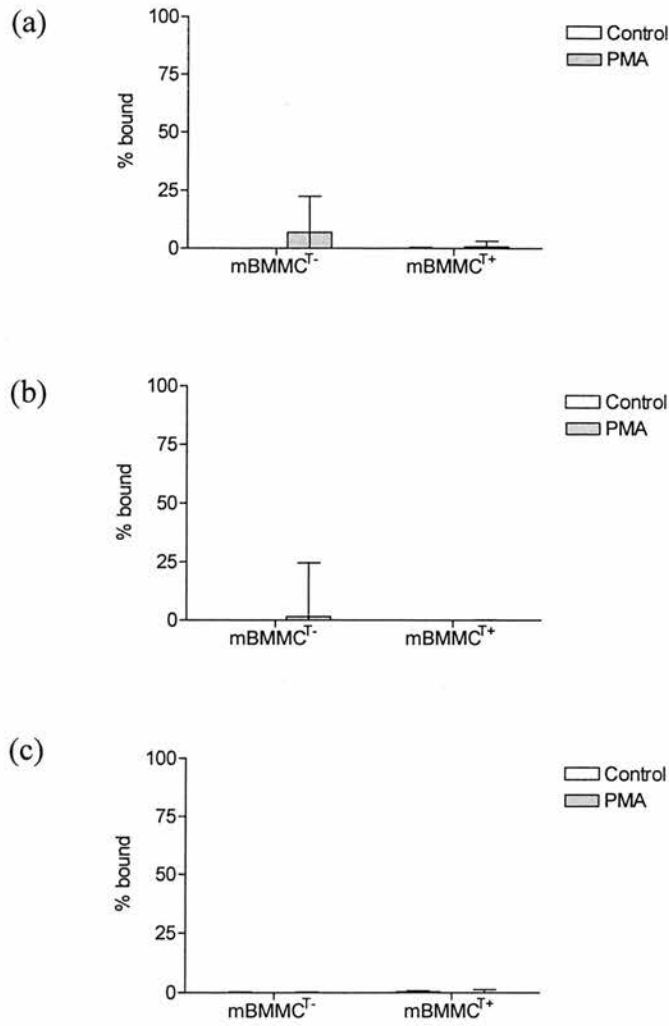 (a)
100
75
50
25
0
% bound
mBMMCᵀ⁻ mBMMCᵀ⁺
Control
PMA
(b)
100
75
50
25
0
% bound
mBMMCᵀ⁻ mBMMCᵀ⁺
Control
PMA
(c)
100
75
50
25
0
% bound
mBMMCᵀ⁻ mBMMCᵀ⁺
Control
PMA